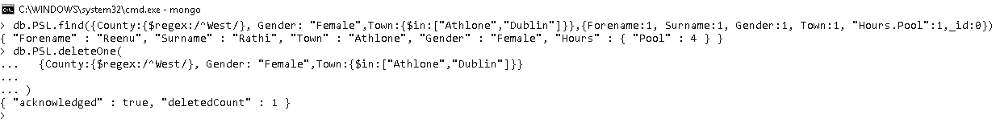 C:\WINDOWS\system32\cmd.exe - mongo
> db.PSL.find({County:{$regex:/^West/}, Gender: "Female",Town:{$in:["Athlone","Dublin"]}},{Forename:1, Surname:1, Gender:1, Town:1, "Hours.Pool":1,_id:0})
{ "Forename" : "Reenu", "Surname" : "Rathi", "Town" : "Athlone", "Gender" : "Female", "Hours" : { "Pool" : 4 } }
> db.PSL.deleteOne(
...   {County:{$regex:/^West/}, Gender: "Female",Town:{$in:["Athlone","Dublin"]}}
...
... )
{ "acknowledged" : true, "deletedCount" : 1 }
>